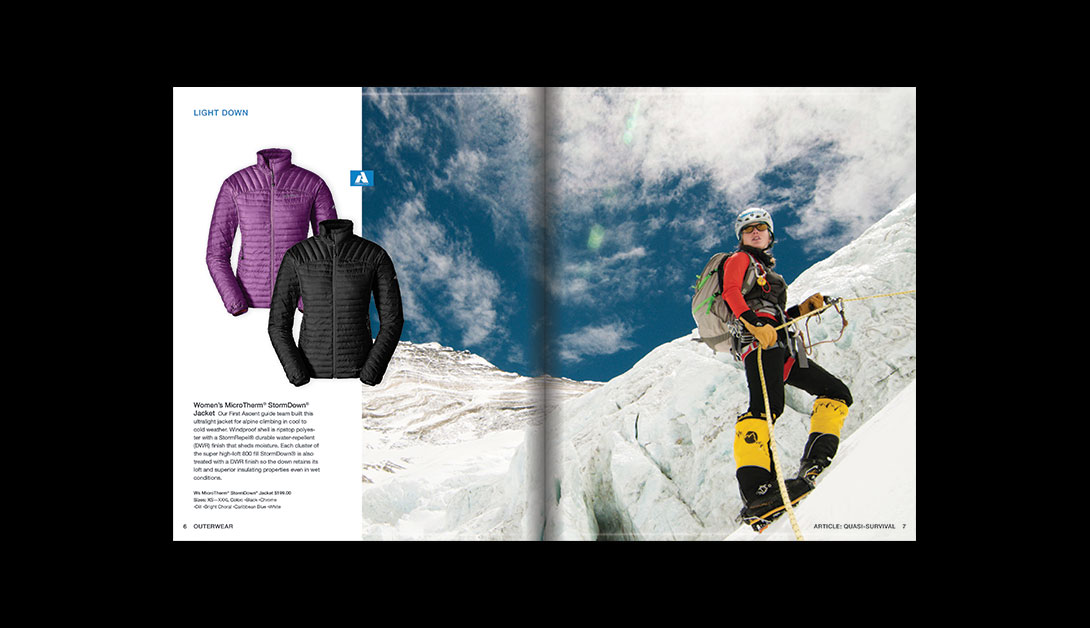 LIGHT DOWN
Women's MicroTherm® StormDown®
Jacket Our First Ascent guide team built this
ultralight jacket for alpine climbing in cool to
cold weather. Windproof shell is ripstop polyes-
ter with a StormRepel® durable water-repellent
(DWR) finish that sheds moisture. Each cluster of
the super high-loft 800 fill StormDown® is also
treated with a DWR finish so the down retains its
loft and superior insulating properties even in wet
conditions.
Ws MicroTherm® StormDown® Jacket $199.00
Sizes: XS—XXXL Color: •Black •Chrome
•Dil •Bright Choral •Caribbean Blue •White
6 OUTERWEAR
ARTICLE: QUASI-SURVIVAL 7